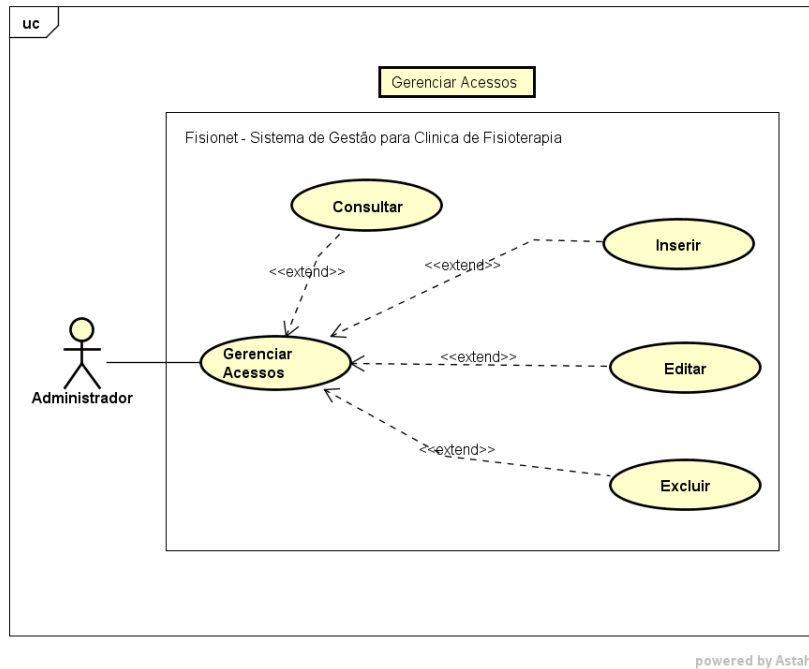 uc
Gerenciar Acessos
Fisionet - Sistema de Gestão para Clinica de Fisioterapia
Consultar
Inserir
<<extend>>
<<extend>>
Gerenciar
Acessos
<<extend>>
Editar
Administrador
<<extend>>
Excluir
powered by Astah